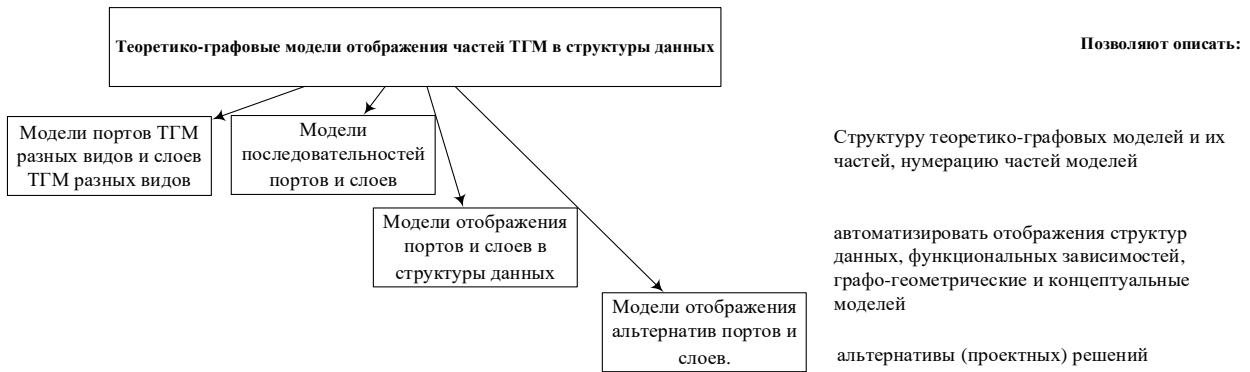 Теоретико-графовые модели отображения частей ТГМ в структуры данных
Позволяют описать:
Модели портов ТГМ
разных видов и слоев
ТГМ разных видов
Модели
последовательностей
портов и слоев
Структуру теоретико-графовых моделей и их
частей, нумерацию частей моделей
Модели отображения
портов и слоев в
структуры данных
автоматизировать отображения структур
данных, функциональных зависимостей,
графо-геометрические и концептуальные
моделей
Модели отображения
альтернатив портов и
слоев.
альтернативы (проектных) решений